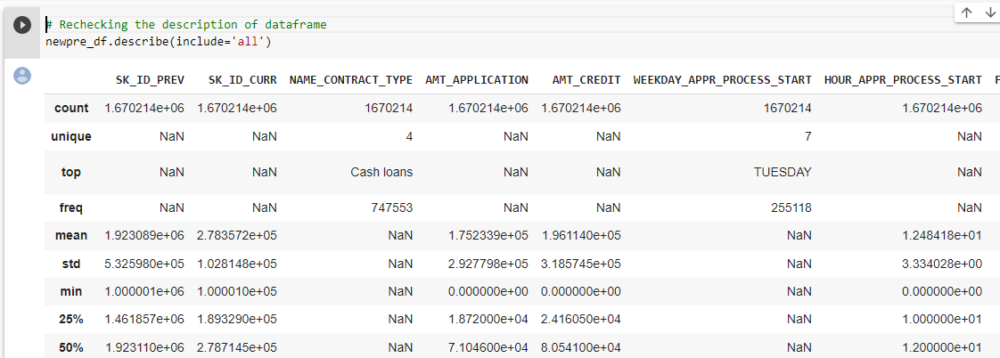 # Rechecking the description of dataframe
newpre_df.describe(include='all')
SK_ID_PREV SK_ID_CURR NAME_CONTRACT_TYPE AMT_APPLICATION AMT_CREDIT WEEKDAY_APPR_PROCESS_START HOUR_APPR_PROCESS_START F
count 1.670214e+06 1.670214e+06 1670214 1.670214e+06 1.670214e+06 1670214 1.670214e+06
unique NaN NaN 4 NaN NaN 7 NaN
top NaN NaN Cash loans NaN NaN TUESDAY NaN
freq NaN NaN 747553 NaN NaN 255118 NaN
mean 1.923089e+06 2.783572e+05 NaN 1.752339e+05 1.961140e+05 NaN 1.248418e+01
std 5.325980e+05 1.028148e+05 NaN 2.927798e+05 3.185745e+05 NaN 3.334028e+00
min 1.000001e+06 1.000010e+05 NaN 0.000000e+00 0.000000e+00 NaN 0.000000e+00
25% 1.461857e+06 1.893290e+05 NaN 1.872000e+04 2.416050e+04 NaN 1.000000e+01
50% 1.923110e+06 2.787145e+05 NaN 7.104600e+04 8.054100e+04 NaN 1.200000e+01